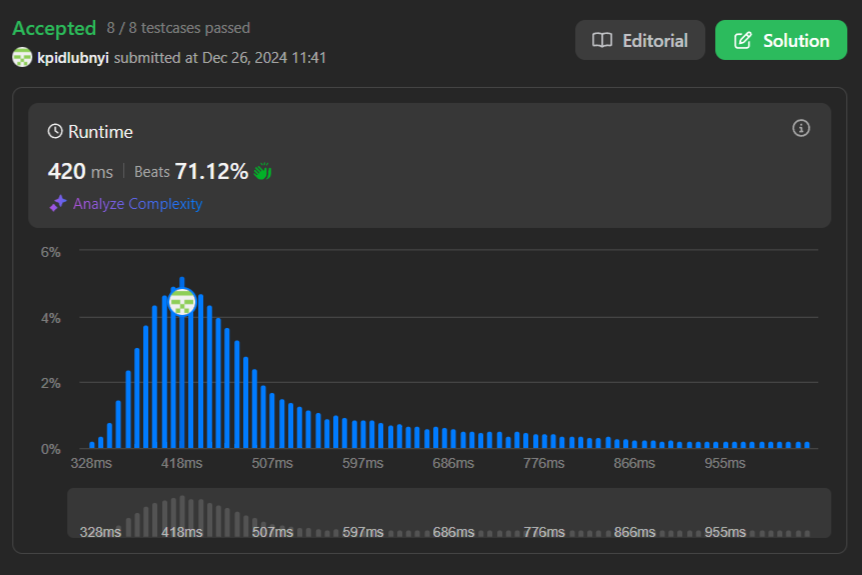 Accepted 8 / 8 testcases passed
Editorial
Solution
kpidlubnyi submitted at Dec 26, 2024 11:41
Runtime
420 ms Beats 71.12%
Analyze Complexity
6%
4%
2%
0%
328ms 418ms 507ms 597ms 686ms 776ms 866ms 955ms
328ms 418ms 507ms 597ms 686ms 776ms 866ms 955ms